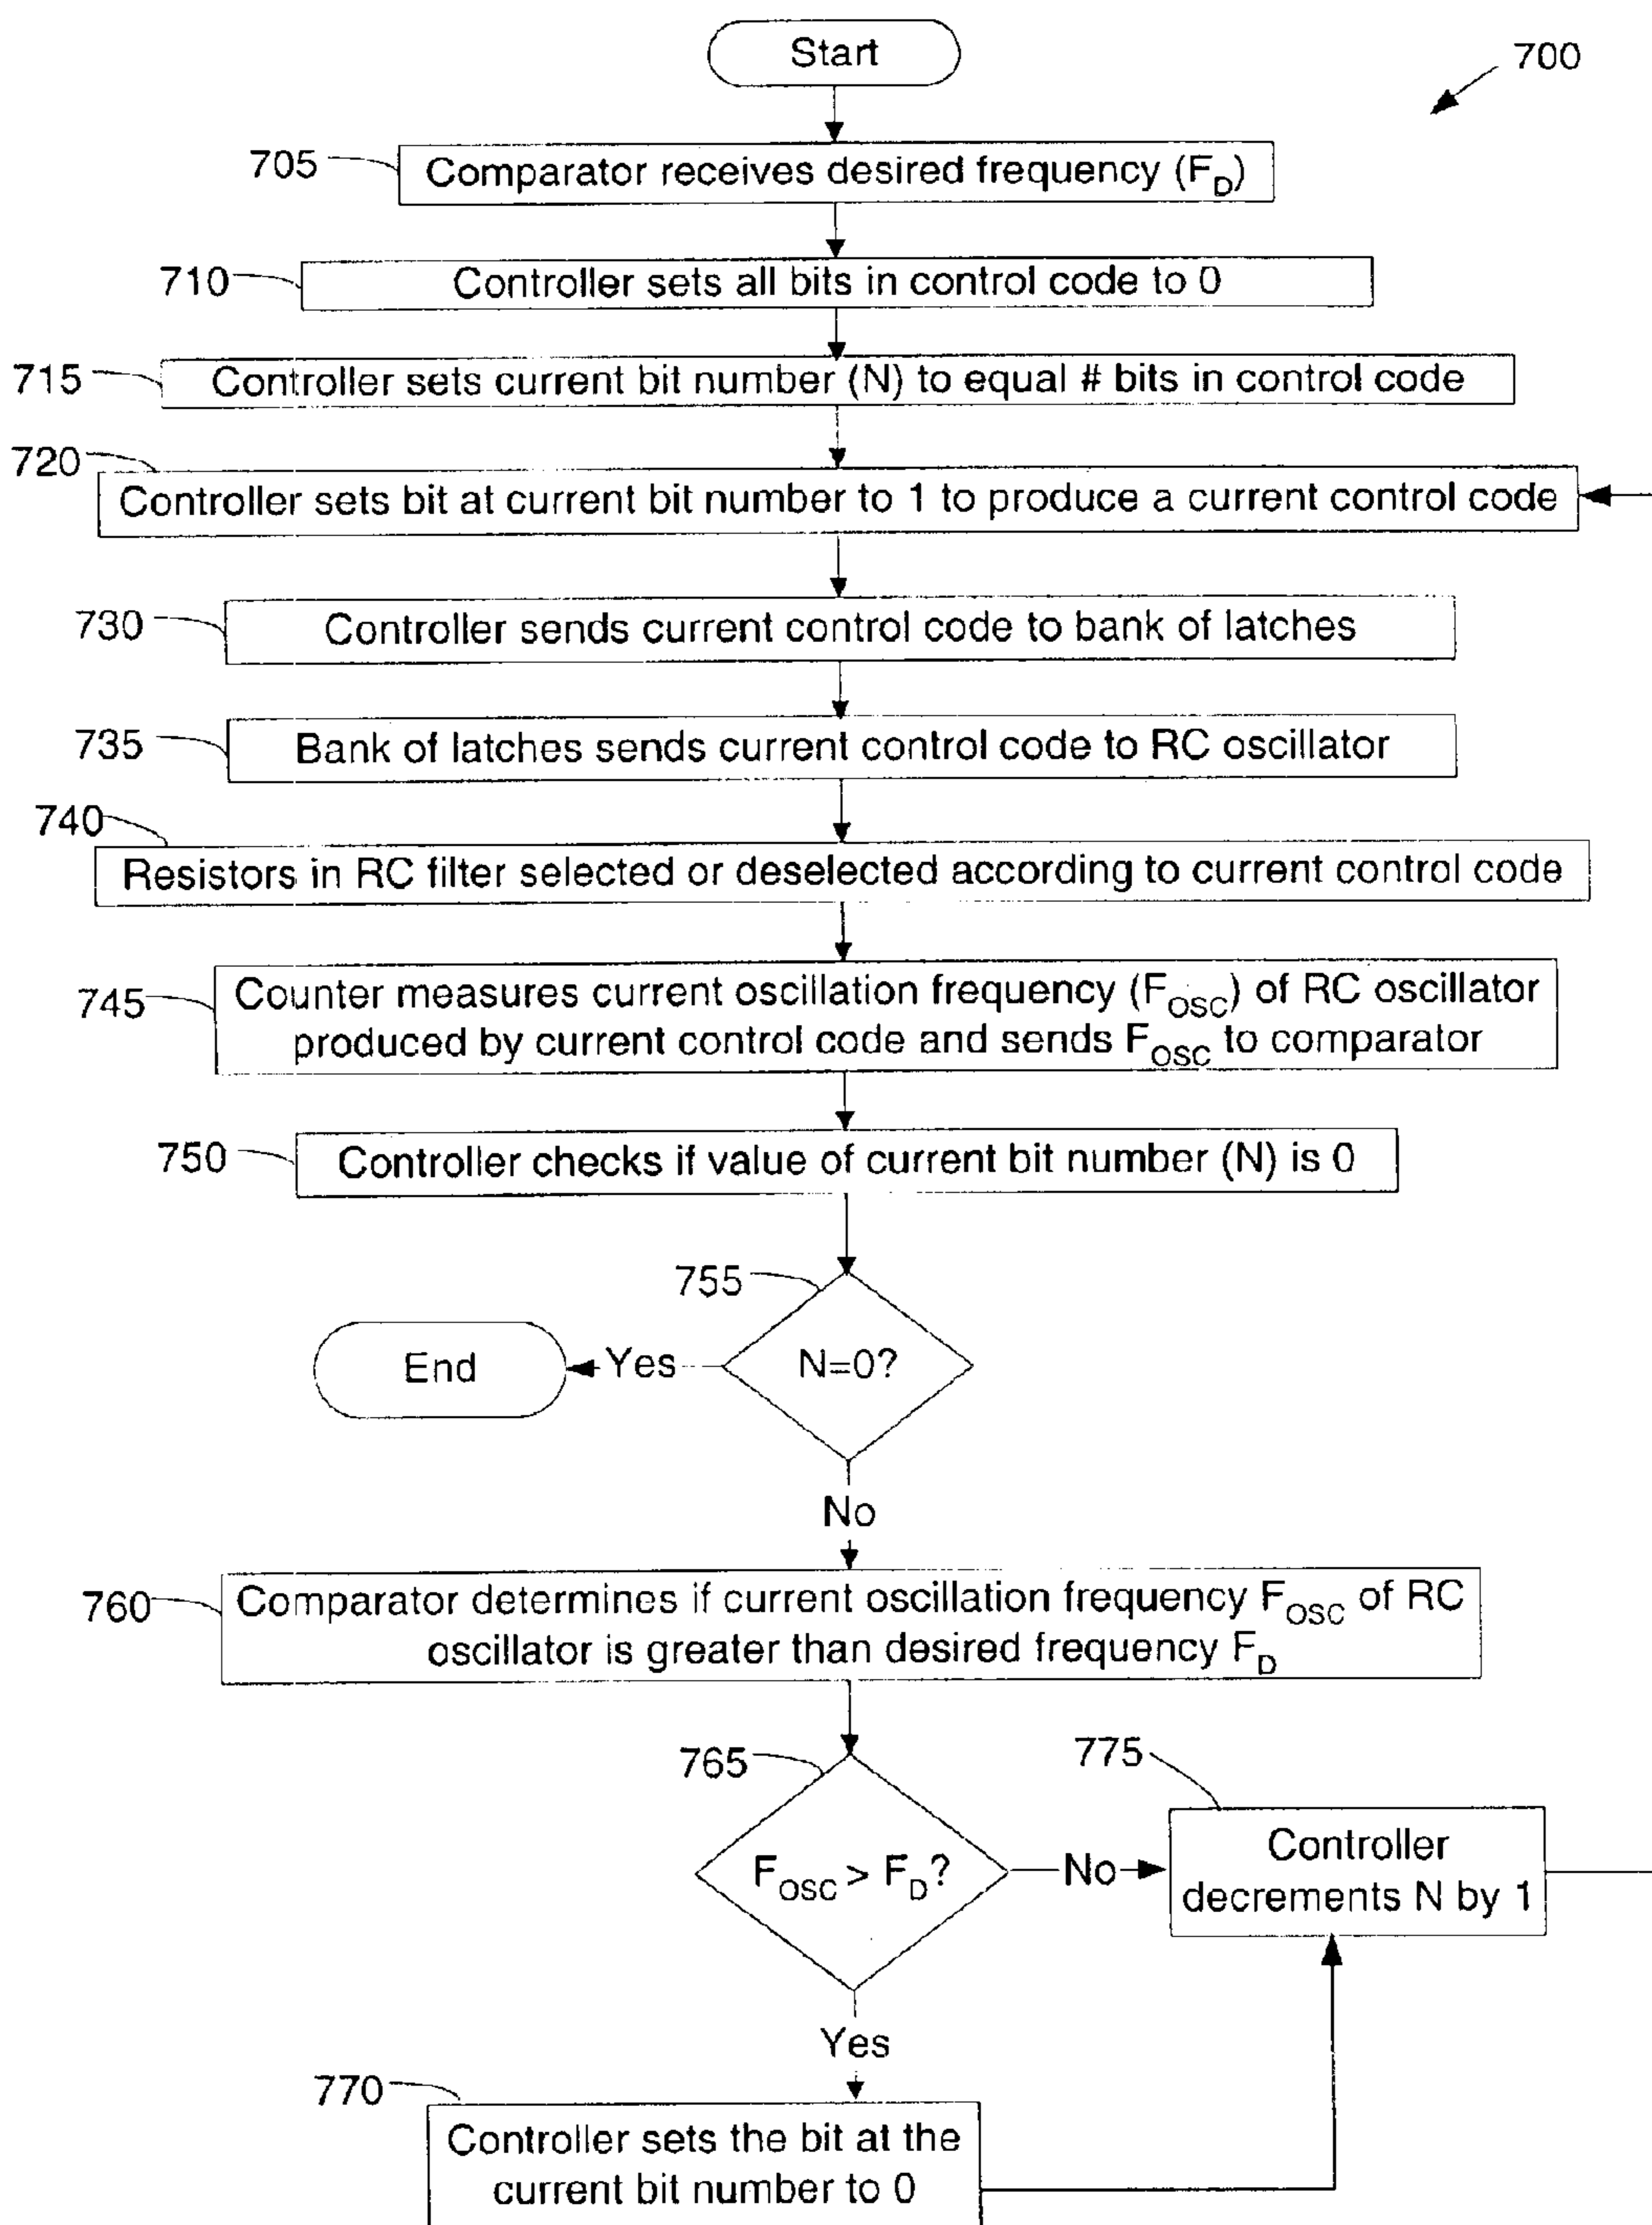 Start
700
705
Comparator receives desired frequency (FD)
710
Controller sets all bits in control code to 0
715
Controller sets current bit number (N) to equal # bits in control code
720
Controller sets bit at current bit number to 1 to produce a current control code
730
Controller sends current control code to bank of latches
735
Bank of latches sends current control code to RC oscillator
740
Resistors in RC filter selected or deselected according to current control code
745
Counter measures current oscillation frequency (FOSC) of RC oscillator
produced by current control code and sends FOSC to comparator
750
Controller checks if value of current bit number (N) is 0
755
N=0?
Yes
End
No
760
Comparator determines if current oscillation frequency FOSC of RC
oscillator is greater than desired frequency FD
765
FOSC > FD?
No
775
Controller
decrements N by 1
Yes
770
Controller sets the bit at the
current bit number to 0